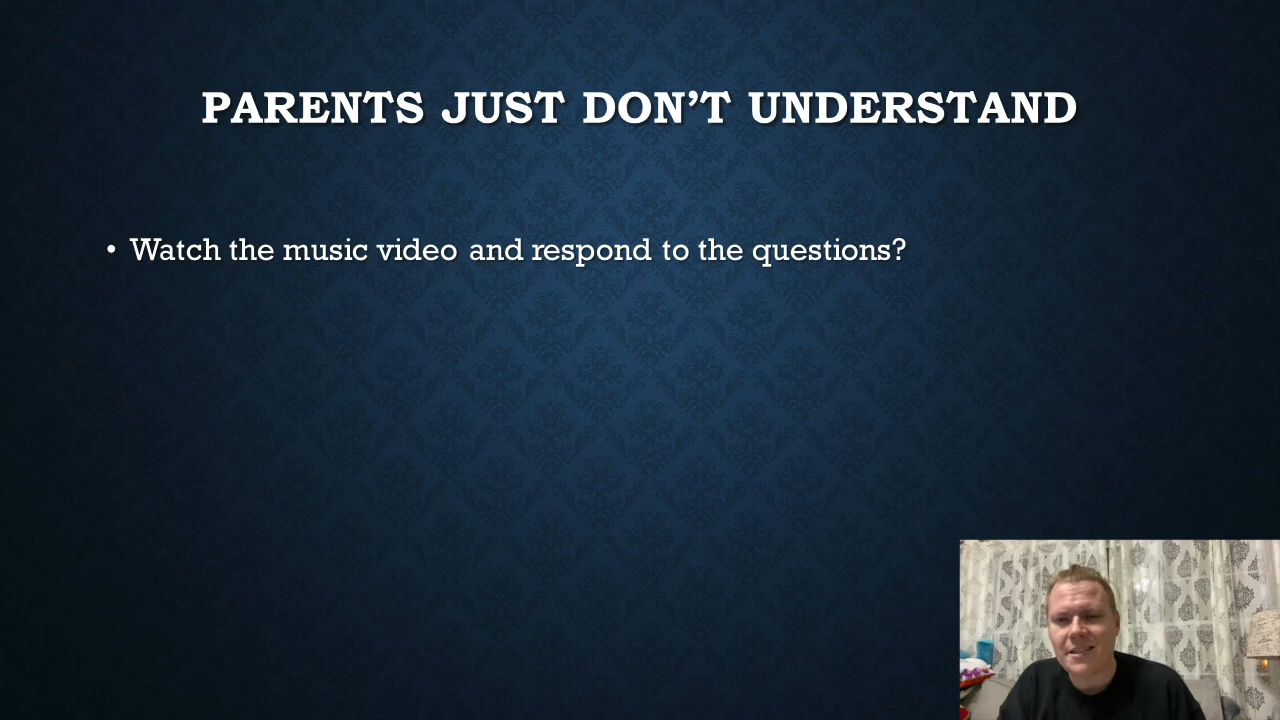 PARENTS JUST DON’T UNDERSTAND
• Watch the music video and respond to the questions?